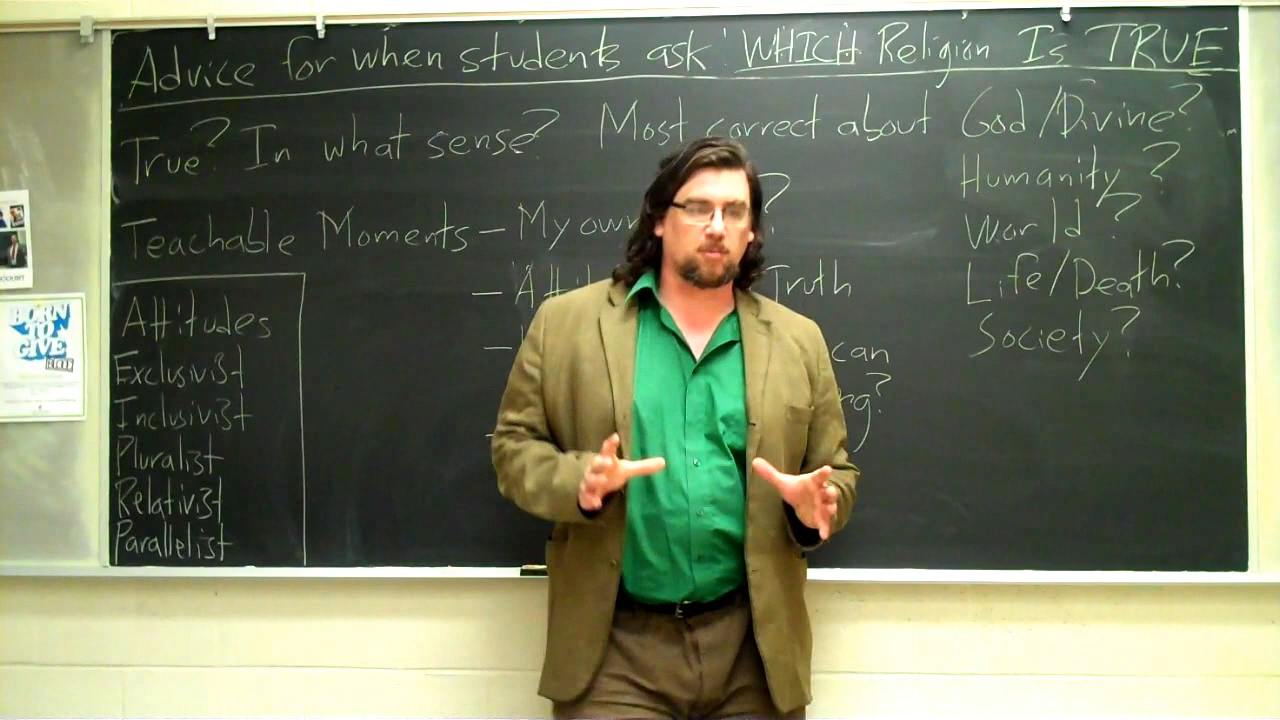 Advice for when students ask WHICH Religion Is TRUE
True? In what sense? Most correct about God/Divine?
Humanity?
World?
Life/Death?
Society?
Teachable Moments - My own ?
- Truth
- can
?
Attitudes
Exclusivist
Inclusivist
Pluralist
Relativist
Parallelist
BORN
TO
GIVE